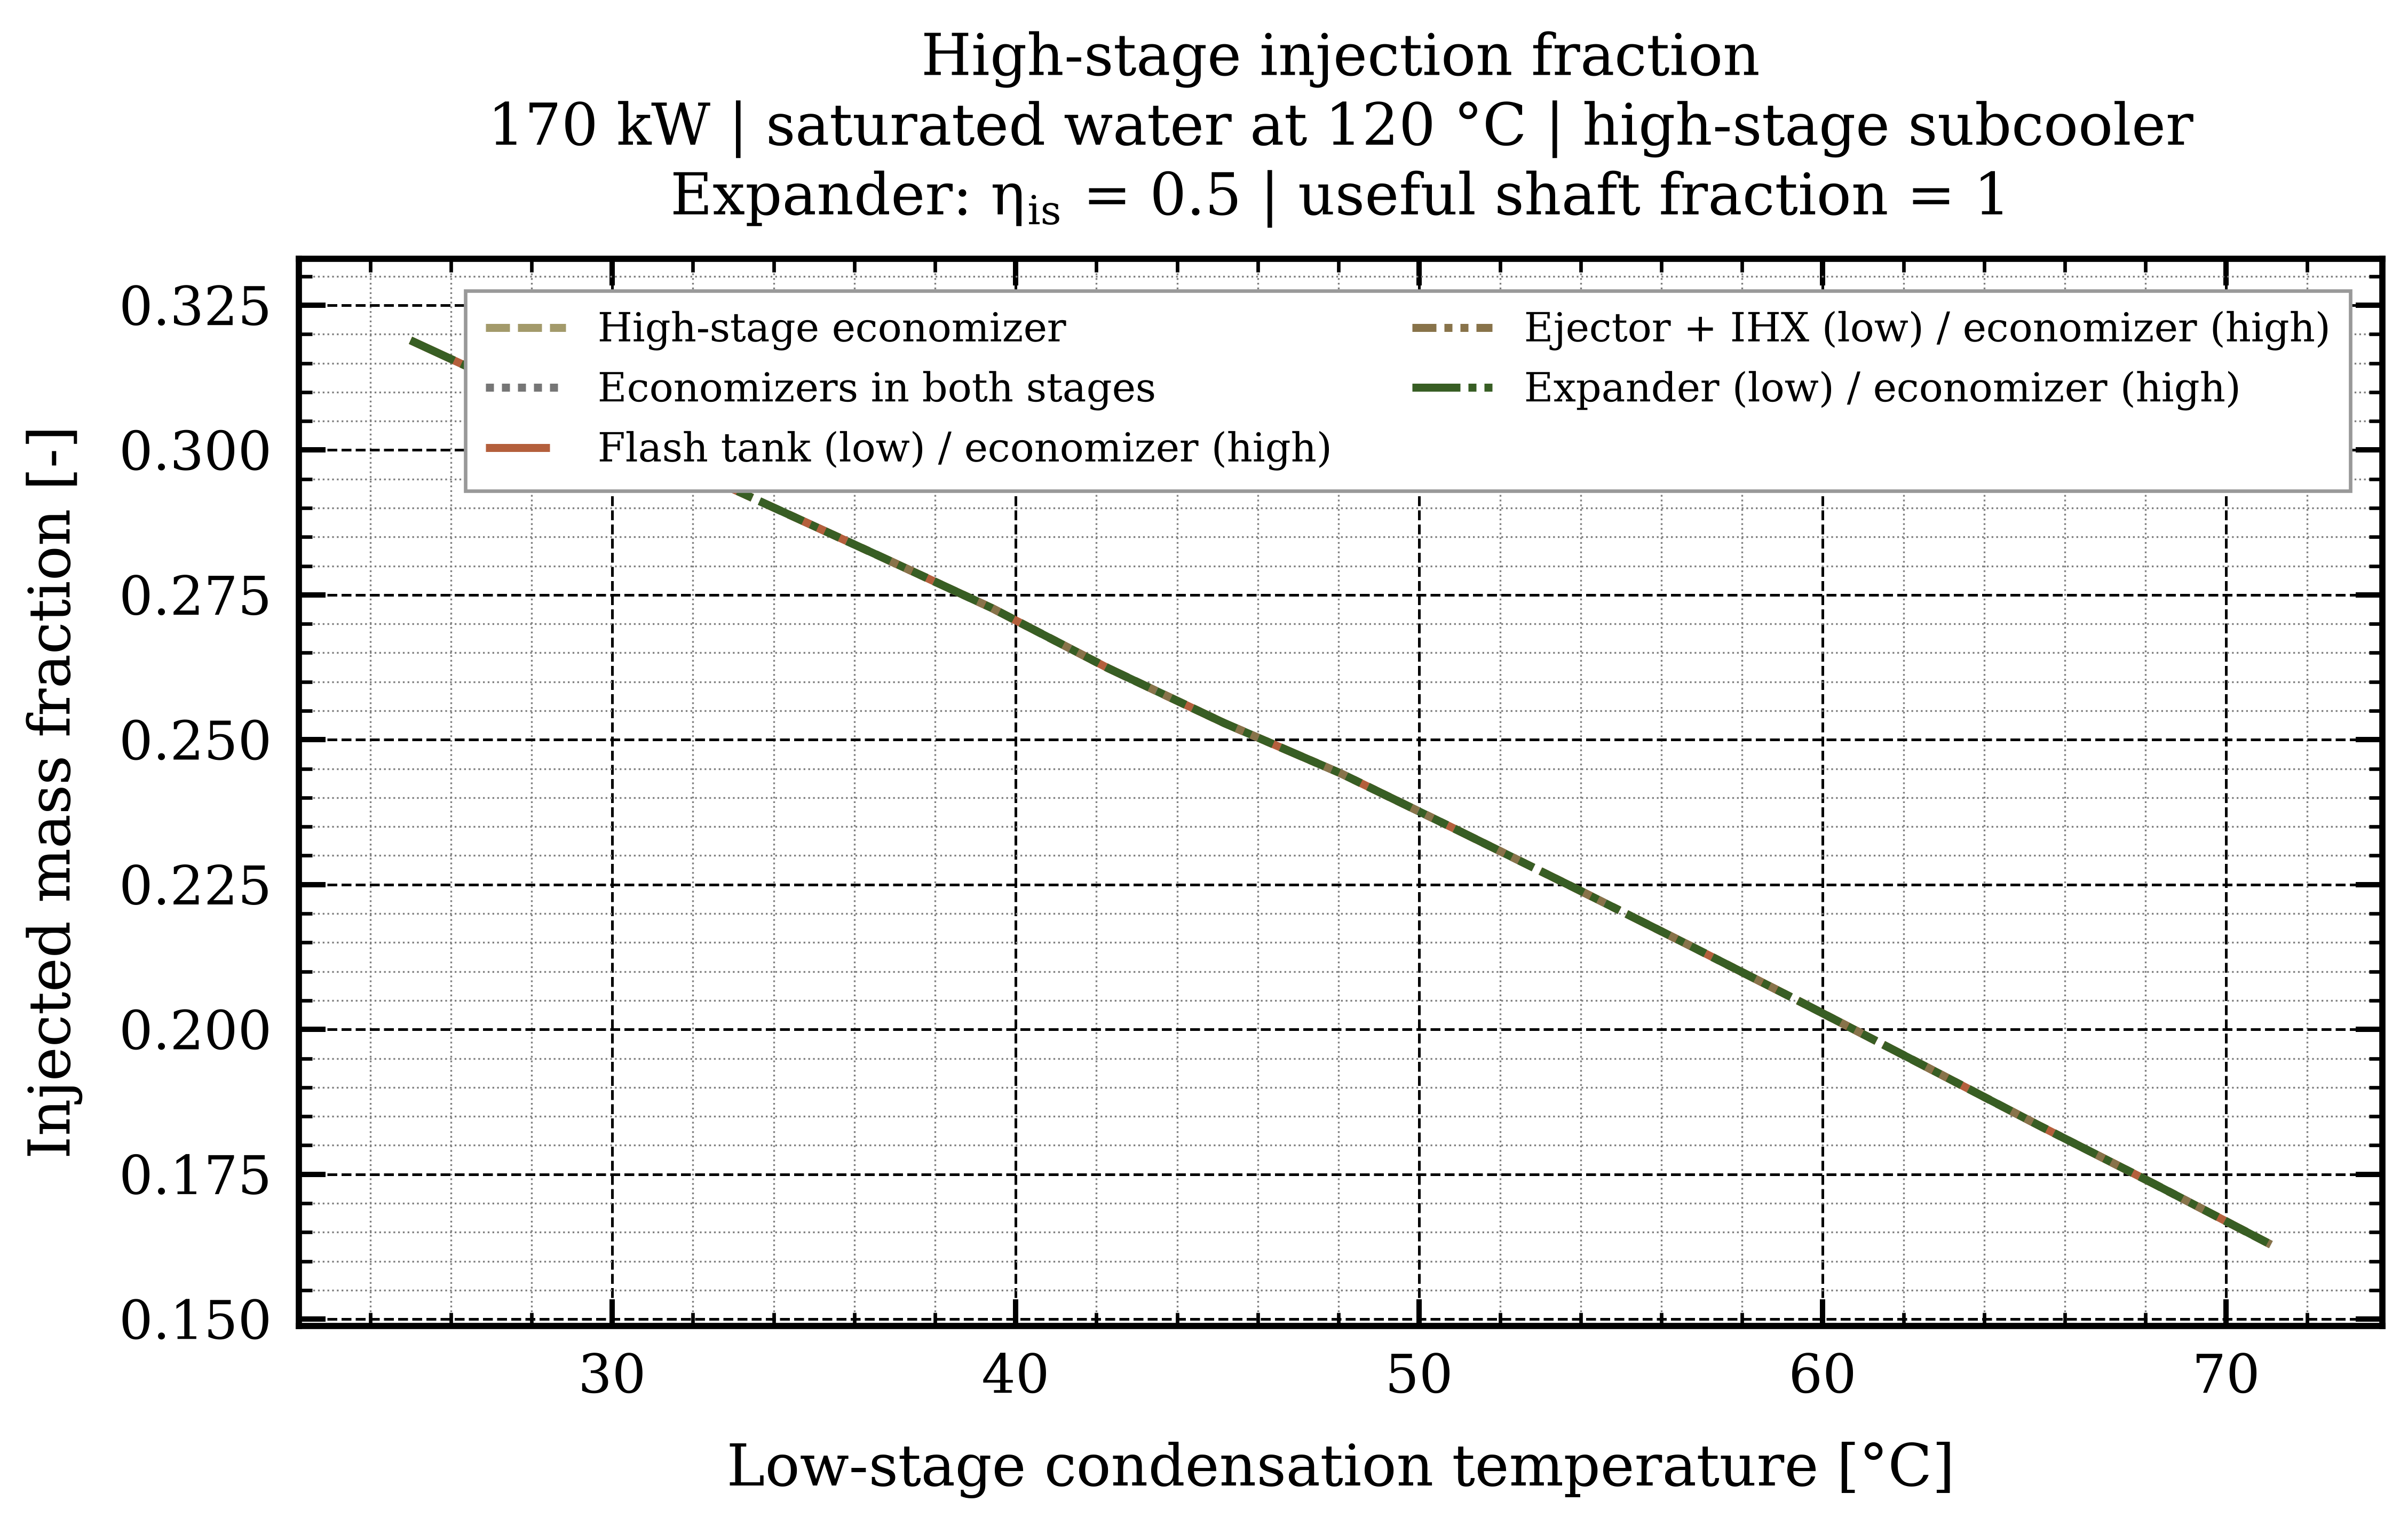 High-stage injection fraction
170 kW | saturated water at 120 °C | high-stage subcooler
Expander: ηis = 0.5 | useful shaft fraction = 1
High-stage economizer
Economizers in both stages
Flash tank (low) / economizer (high)
Ejector + IHX (low) / economizer (high)
Expander (low) / economizer (high)
Injected mass fraction [-]
0.325
0.300
0.275
0.250
0.225
0.200
0.175
0.150
30 40 50 60 70
Low-stage condensation temperature [°C]